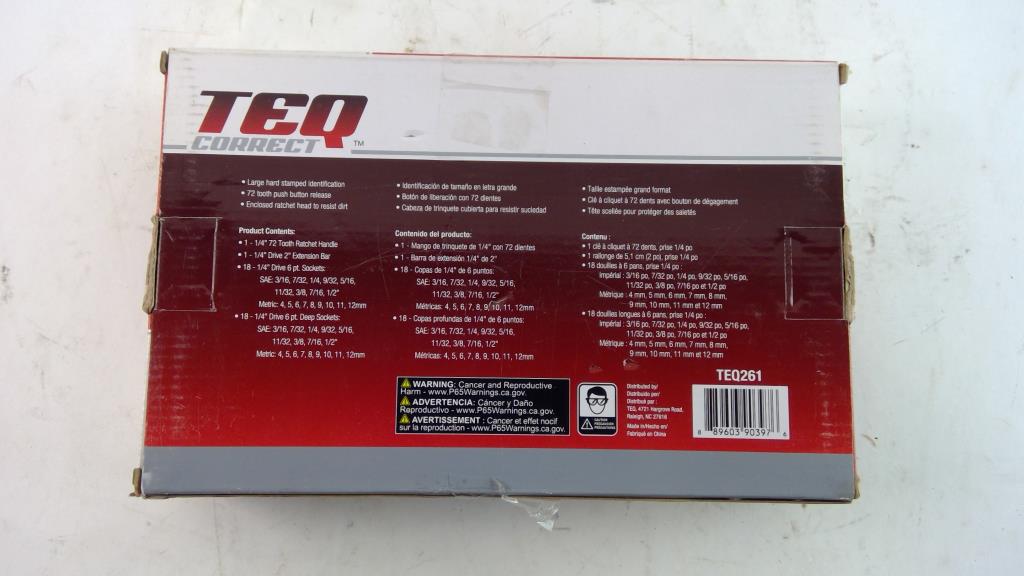 TEQ
CORRECT™
• Large hard stamped identification
• 72 tooth push button release
• Enclosed ratchet head to resist dirt
Product Contents:
• 1 - 1/4" 72 Tooth Ratchet Handle
• 1 - 1/4" Drive 2" Extension Bar
• 18 - 1/4" Drive 6 pt. Sockets:
SAE: 3/16, 7/32, 1/4, 9/32, 5/16,
11/32, 3/8, 7/16, 1/2"
Metric: 4, 5, 6, 7, 8, 9, 10, 11, 12mm
• 18 - 1/4" Drive 6 pt. Deep Sockets:
SAE: 3/16, 7/32, 1/4, 9/32, 5/16,
11/32, 3/8, 7/16, 1/2"
Metric: 4, 5, 6, 7, 8, 9, 10, 11, 12mm
• Identificación de tamaño en letra grande
• Botón de liberación con 72 dientes
• Cabeza de trinquete cubierta para resistir suciedad
Contenido del producto:
• 1 - Mango de trinquete de 1/4" con 72 dientes
• 1 - Barra de extensión 1/4" de 2"
• 18 - Copas de 1/4" de 6 puntos:
SAE: 3/16, 7/32, 1/4, 9/32, 5/16,
11/32, 3/8, 7/16, 1/2"
Métricas: 4, 5, 6, 7, 8, 9, 10, 11, 12mm
• 18 - Copas profundas de 1/4" de 6 puntos:
SAE: 3/16, 7/32, 1/4, 9/32, 5/16,
11/32, 3/8, 7/16, 1/2"
Métricas: 4, 5, 6, 7, 8, 9, 10, 11, 12mm
• Taille estampée grand format
• Clé à cliquet à 72 dents avec bouton de dégagement
• Tête scellée pour protéger des saletés
Contenu :
• 1 clé à cliquet à 72 dents, prise 1/4 po
• 1 rallonge de 5,1 cm (2 po), prise 1/4 po
• 18 douilles à 6 pans, prise 1/4 po :
Impérial : 3/16 po, 7/32 po, 1/4 po, 9/32 po, 5/16 po,
11/32 po, 3/8 po, 7/16 po et 1/2 po
Métrique : 4 mm, 5 mm, 6 mm, 7 mm, 8 mm,
9 mm, 10 mm, 11 mm et 12 mm
• 18 douilles longues à 6 pans, prise 1/4 po :
Impérial : 3/16 po, 7/32 po, 1/4 po, 9/32 po, 5/16 po,
11/32 po, 3/8 po, 7/16 po et 1/2 po
Métrique : 4 mm, 5 mm, 6 mm, 7 mm, 8 mm,
9 mm, 10 mm, 11 mm et 12 mm
WARNING: Cancer and Reproductive
Harm - www.P65Warnings.ca.gov.
ADVERTENCIA: Cáncer y Daño
Reproductivo - www.P65Warnings.ca.gov.
AVERTISSEMENT : Cancer et effet nocif
sur la reproduction - www.P65Warnings.ca.gov.
CAUTION
PRECAUCIÓN
PRÉCAUTIONS
Distributed by/
Distribuido por/
Distribué par :
TEQ, 4721 Hargrove Road,
Raleigh, NC 27616
Made in/Hecho en/
Fabriqué en China
TEQ261
8 89603 90397 6